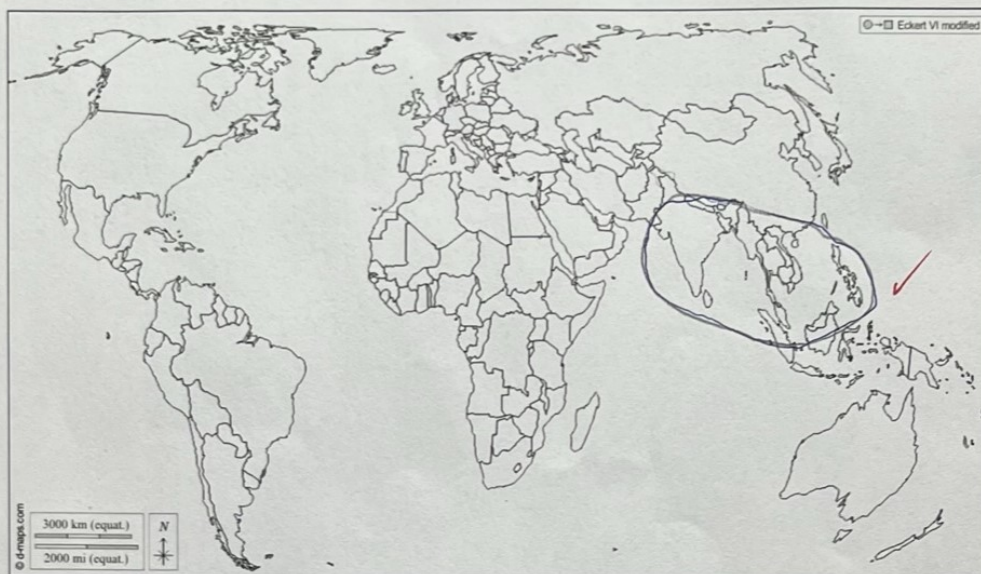 Eckert VI modified
© d-maps.com
3000 km (equat.)
2000 mi (equat.)
N